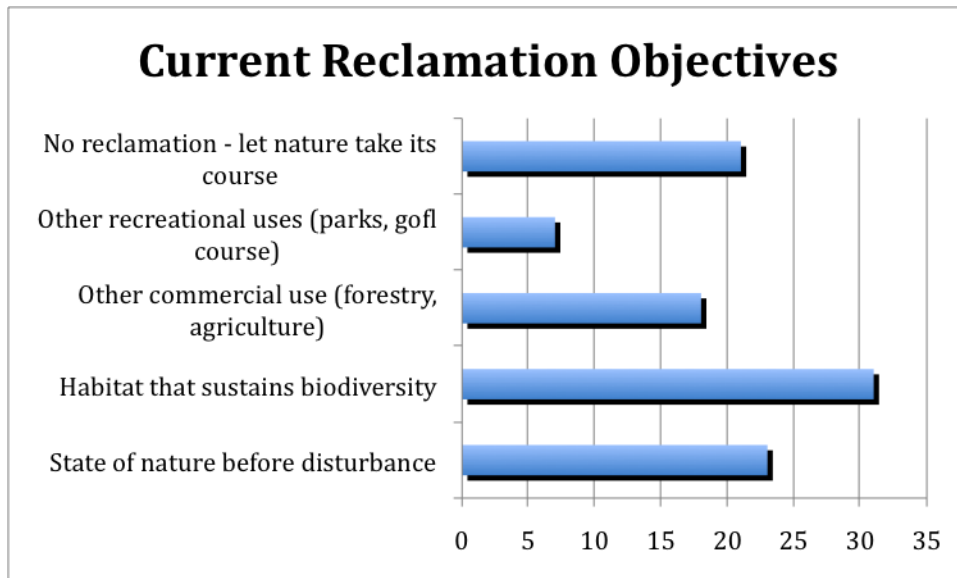 Current Reclamation Objectives
No reclamation - let nature take its
course
Other recreational uses (parks, gofl
course)
Other commercial use (forestry,
agriculture)
Habitat that sustains biodiversity
State of nature before disturbance
0 5 10 15 20 25 30 35